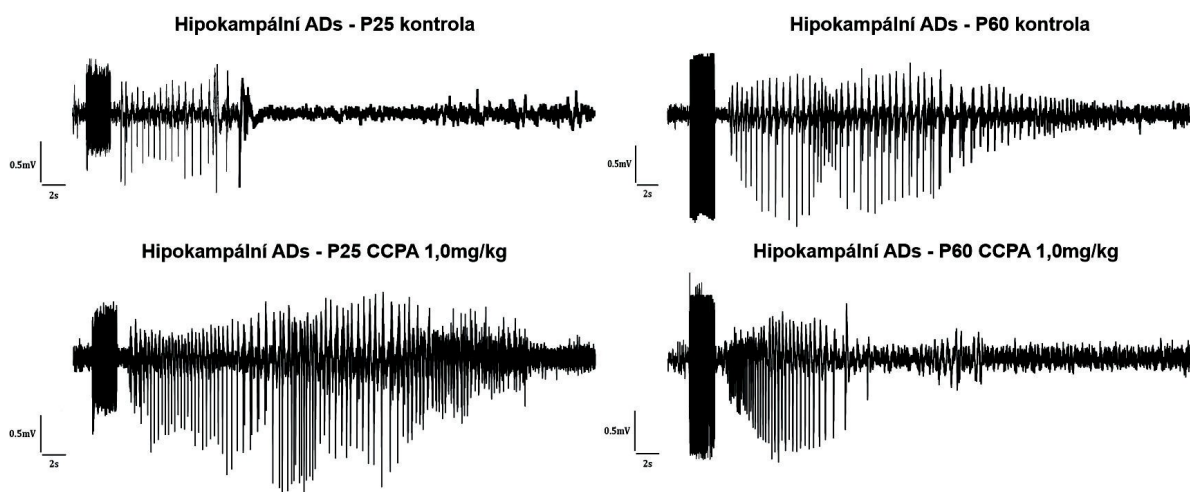 Hipokampální ADs - P25 kontrola
0.5mV
2s
Hipokampální ADs - P60 kontrola
0.5mV
2s
Hipokampální ADs - P25 CCPA 1,0mg/kg
0.5mV
2s
Hipokampální ADs - P60 CCPA 1,0mg/kg
0.5mV
2s